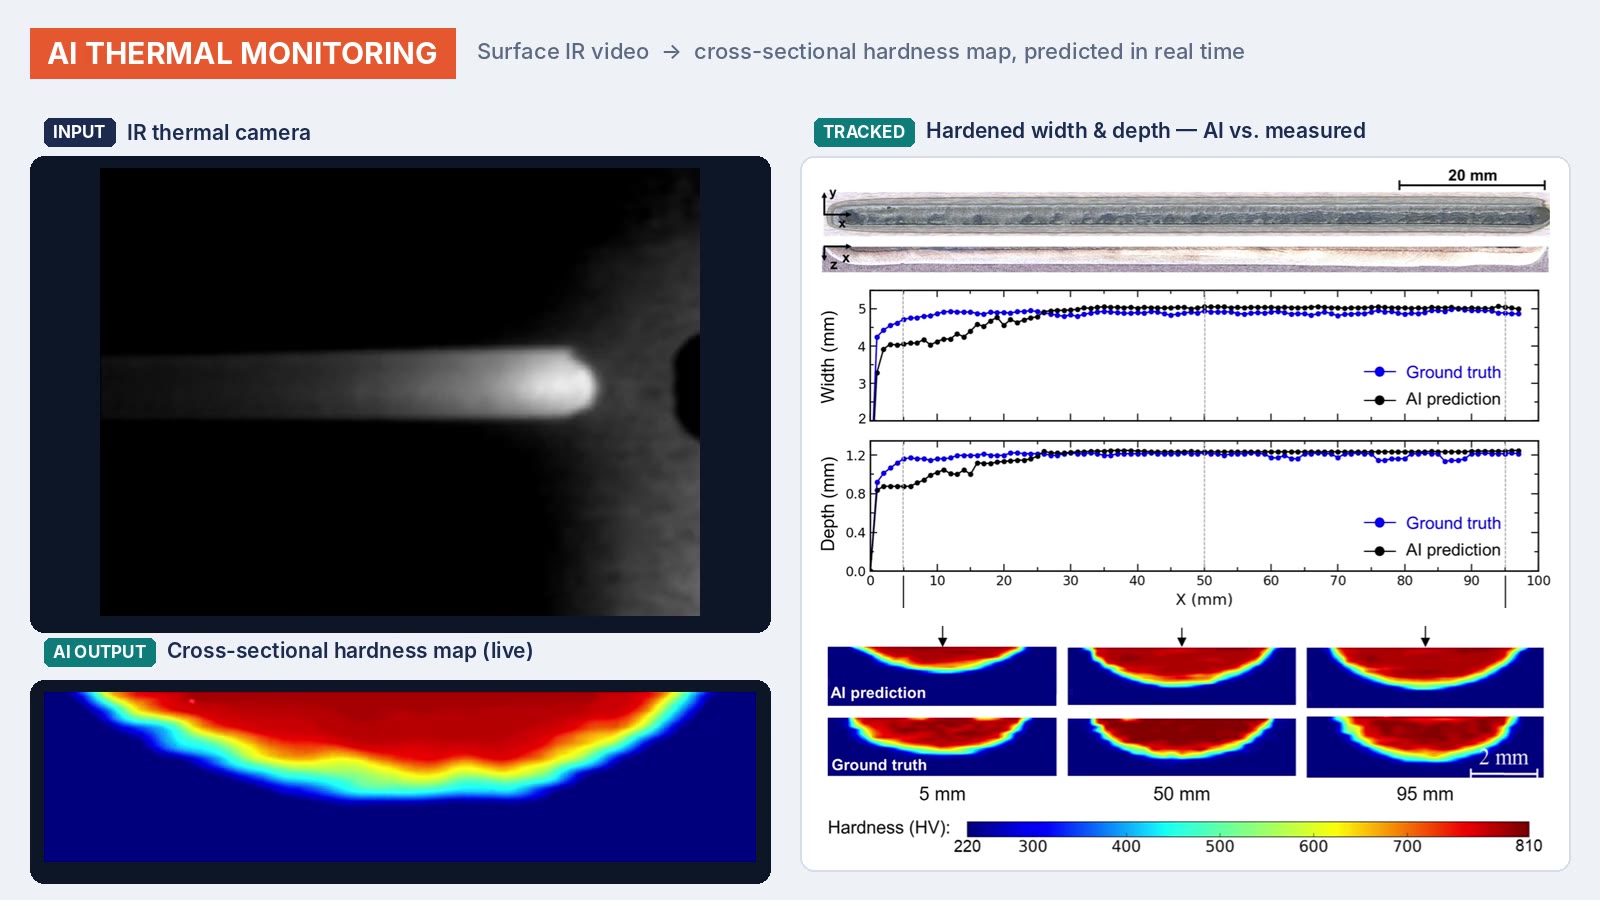 AI THERMAL MONITORING
Surface IR video → cross-sectional hardness map, predicted in real time
INPUT IR thermal camera
AI OUTPUT Cross-sectional hardness map (live)
TRACKED Hardened width & depth — AI vs. measured
20 mm
y
x
x
z
Width (mm)
5
4
3
2
Ground truth
AI prediction
Depth (mm)
1.2
0.8
0.4
0.0
Ground truth
AI prediction
0 10 20 30 40 50 60 70 80 90 100
X (mm)
AI prediction
Ground truth
2 mm
5 mm 50 mm 95 mm
Hardness (HV):
220 300 400 500 600 700 810